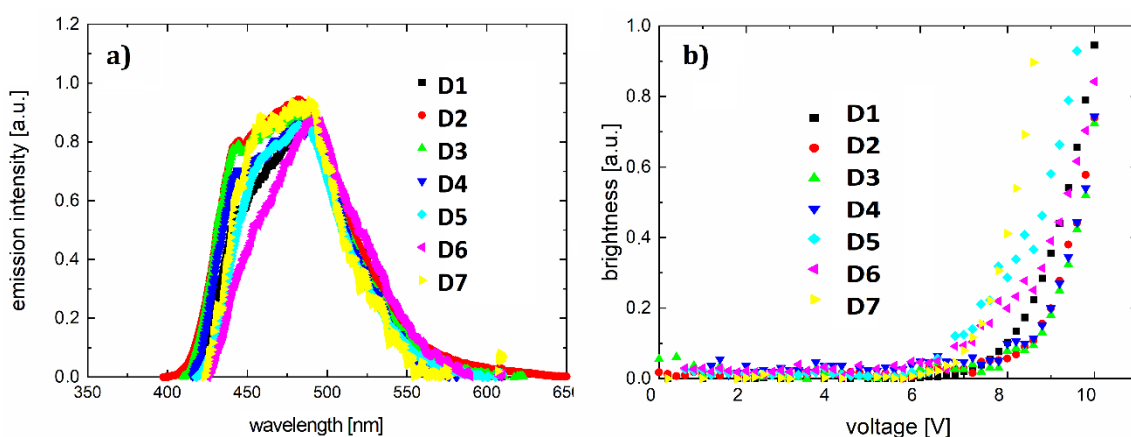 a)
emission intensity [a.u.]
1.2
1.0
0.8
0.6
0.4
0.2
0.0
D1
D2
D3
D4
D5
D6
D7
350 400 450 500 550 600 650
wavelength [nm]
b)
brightness [a.u.]
1.0
0.8
0.6
0.4
0.2
0.0
D1
D2
D3
D4
D5
D6
D7
0 2 4 6 8 10
voltage [V]